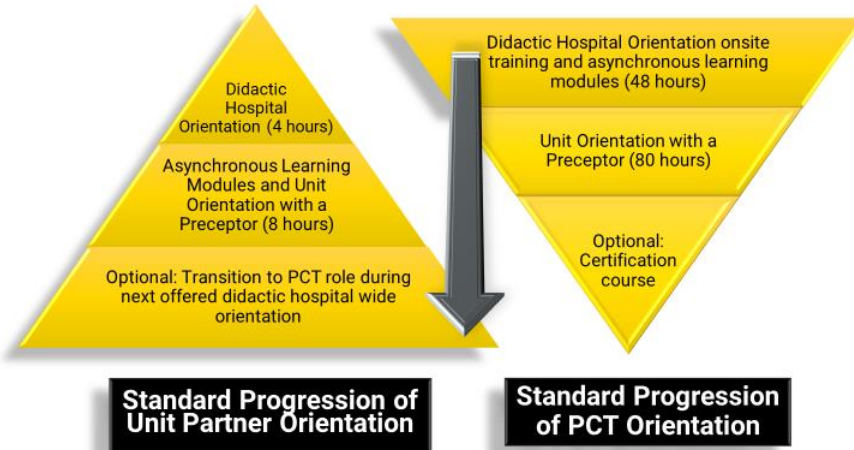 Didactic
Hospital
Orientation (4 hours)
Asynchronous Learning
Modules and Unit
Orientation with a
Preceptor (8 hours)
Optional: Transition to PCT role during
next offered didactic hospital wide
orientation
Standard Progression of
Unit Partner Orientation
Didactic Hospital Orientation onsite
training and asynchronous learning
modules (48 hours)
Unit Orientation with a
Preceptor (80 hours)
Optional:
Certification
course
Standard Progression
of PCT Orientation